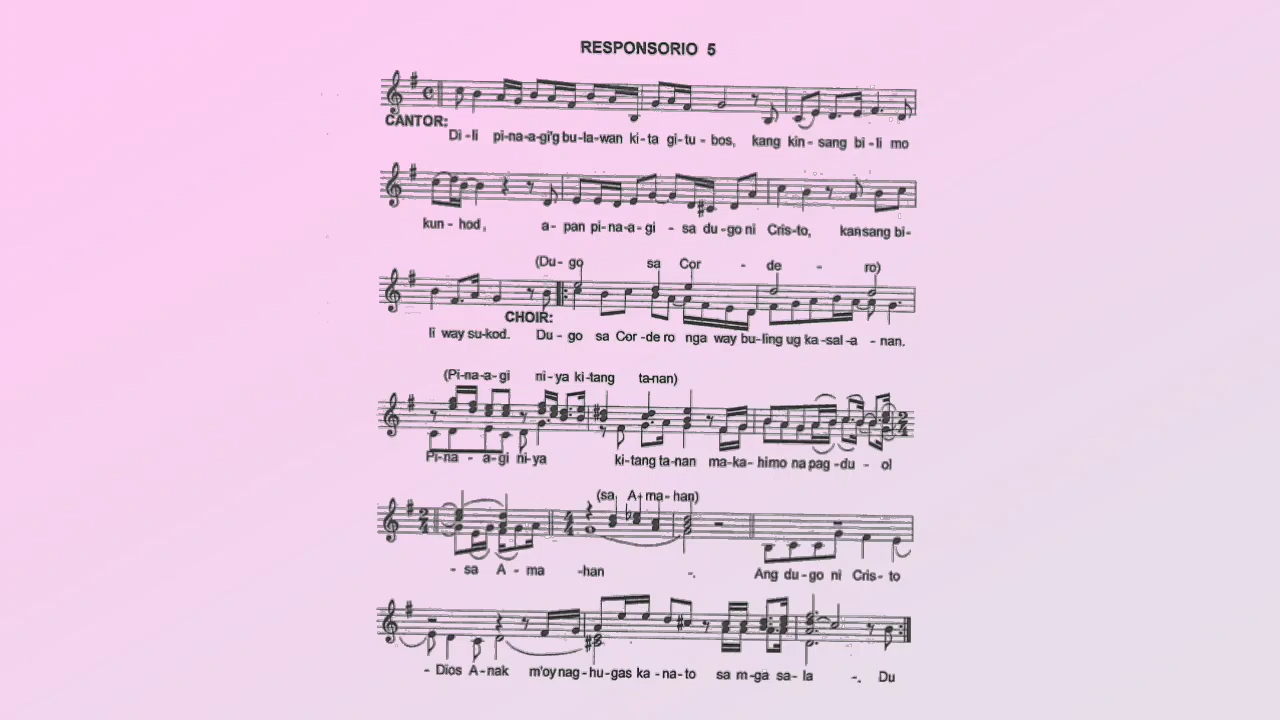 RESPONSORIO 5
CANTOR:
Di-li pi-na-a-gi'g bu-la-wan ki-ta gi-tu-bos, kang kin-sang bi-li mo
kun-hod, a-pan pi-na-a-gi-sa du-go ni Cris-to, kansang bi-
(Du-go sa Cor-de-ro)
CHOIR:
li way su-kod. Du-go sa Cor-de ro nga way bu-ling ug ka-sal-a-nan.
(Pi-na-a-gi ni-ya ki-tang ta-nan)
Pi-na-a-gi ni-ya ki-tang ta-nan ma-ka-himo na pag-du-ol
(sa A-ma-han)
-sa A-ma-han -. Ang du-go ni Cris-to
-Dios A-nak m'oy nag-hu-gas ka-na-to sa m-ga sa-la -. Du